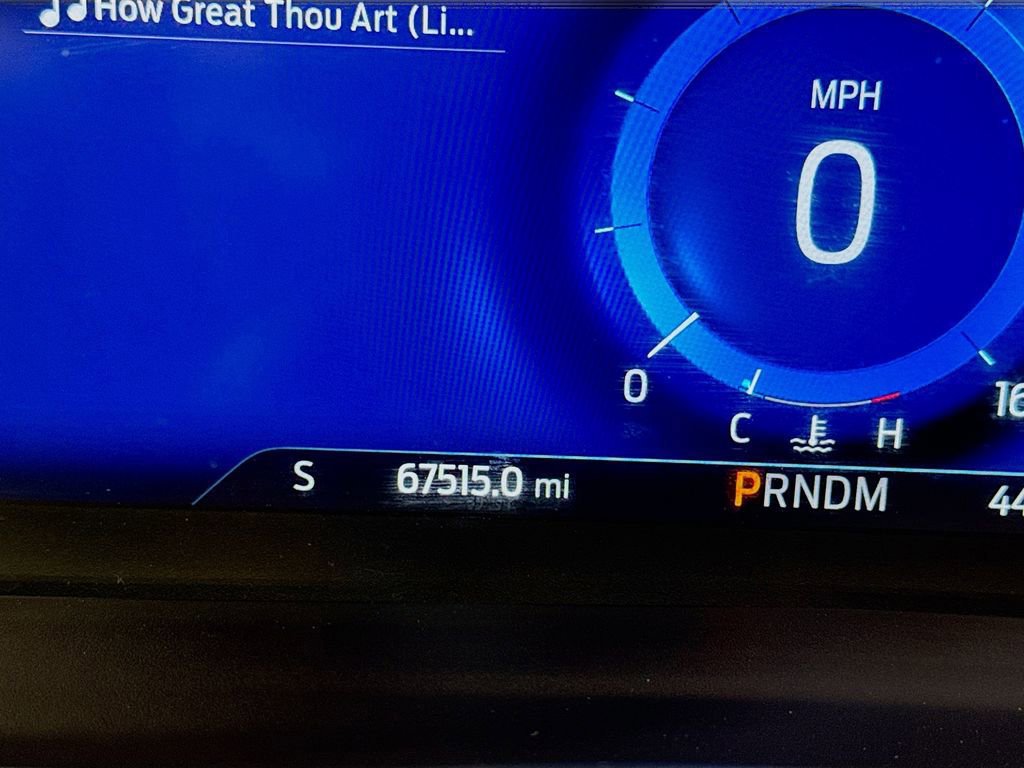 How Great Thou Art (Li...
MPH
0
0
C
H
S 67515.0 mi PRNDM